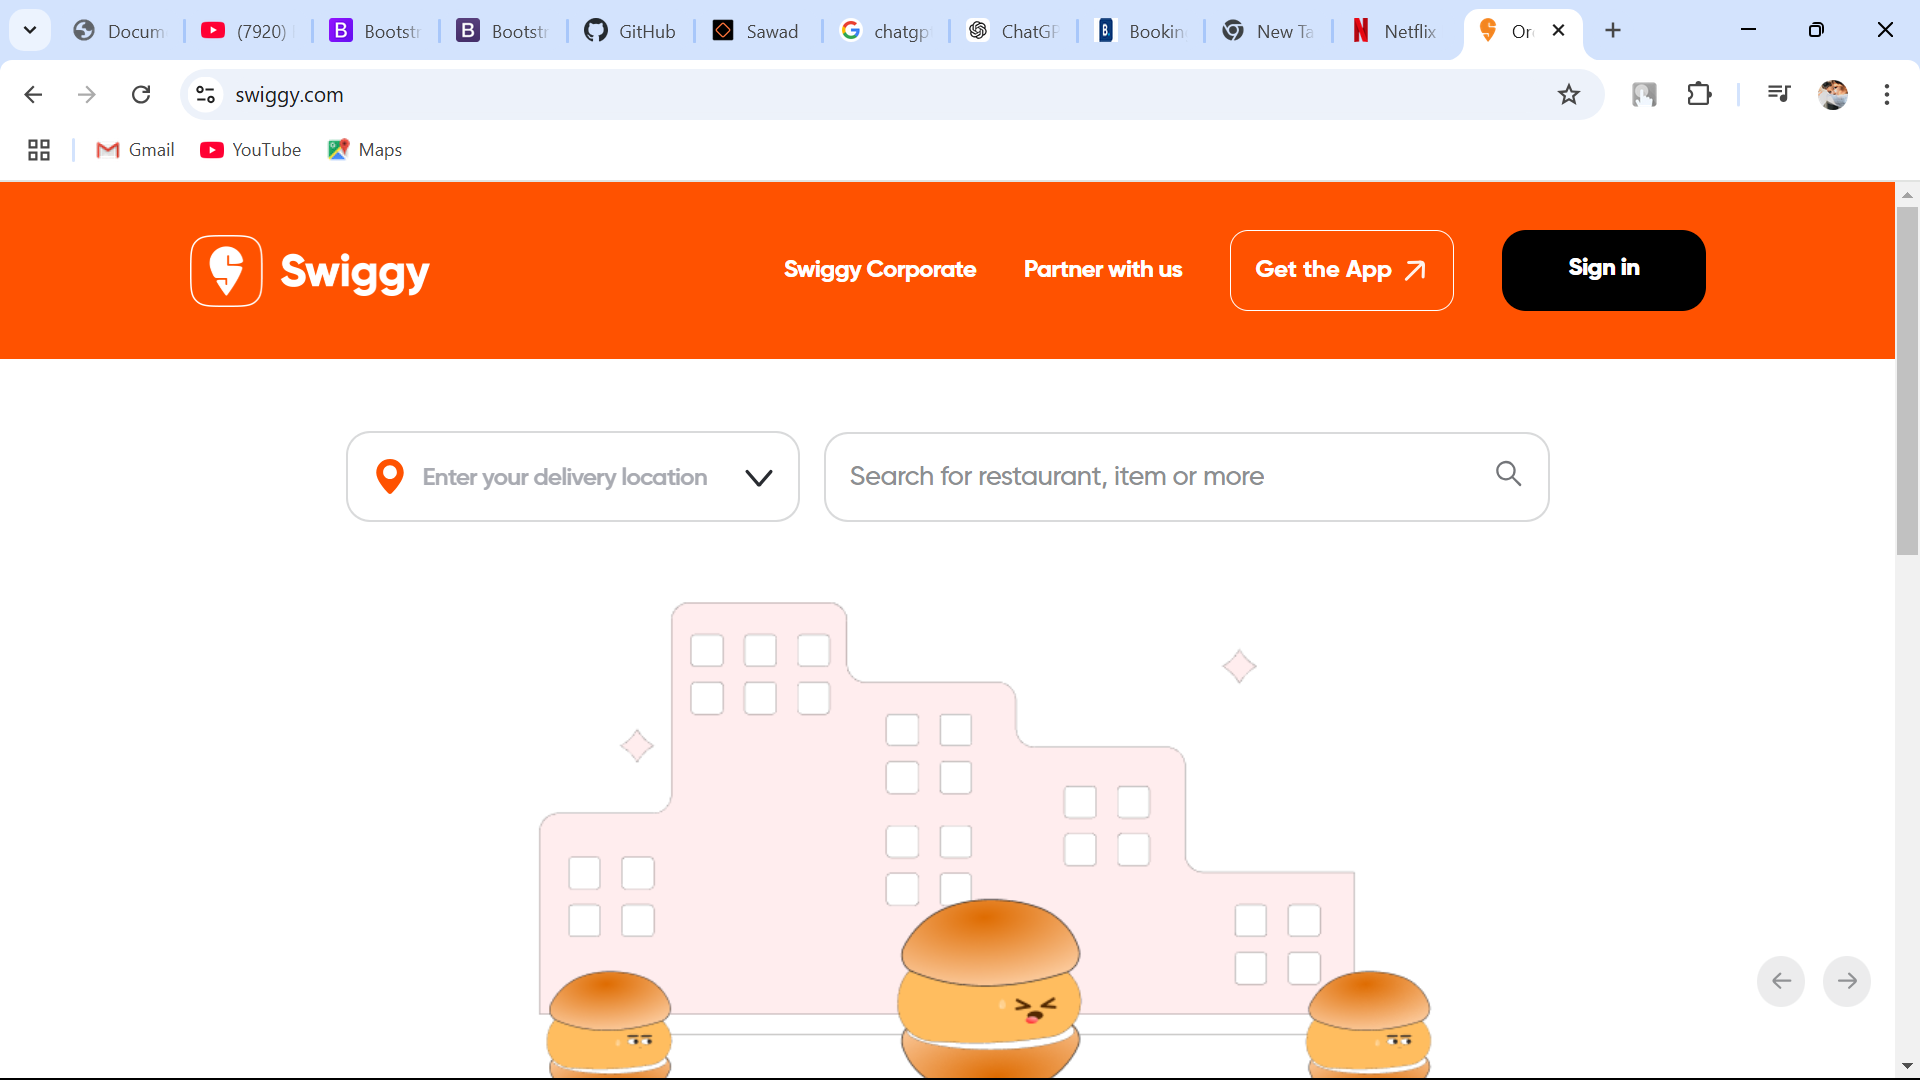 Docum
(7920)
Bootstr
Bootstr
GitHub
Sawad
chatgp
ChatGP
Bookin
New Ta
Netflix
Or
swiggy.com
Gmail
YouTube
Maps
Swiggy
Swiggy Corporate
Partner with us
Get the App
Sign in
Enter your delivery location
Search for restaurant, item or more